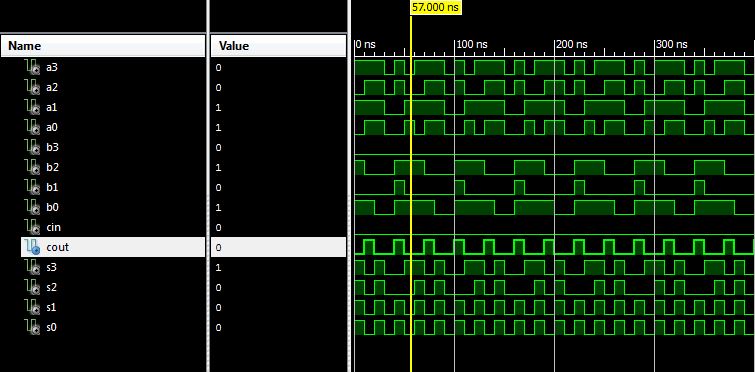 57.000 ns
Name Value 0 ns 100 ns 200 ns 300 ns
a3 0
a2 0
a1 1
a0 1
b3 0
b2 1
b1 0
b0 1
cin 0
cout 0
s3 1
s2 0
s1 0
s0 0